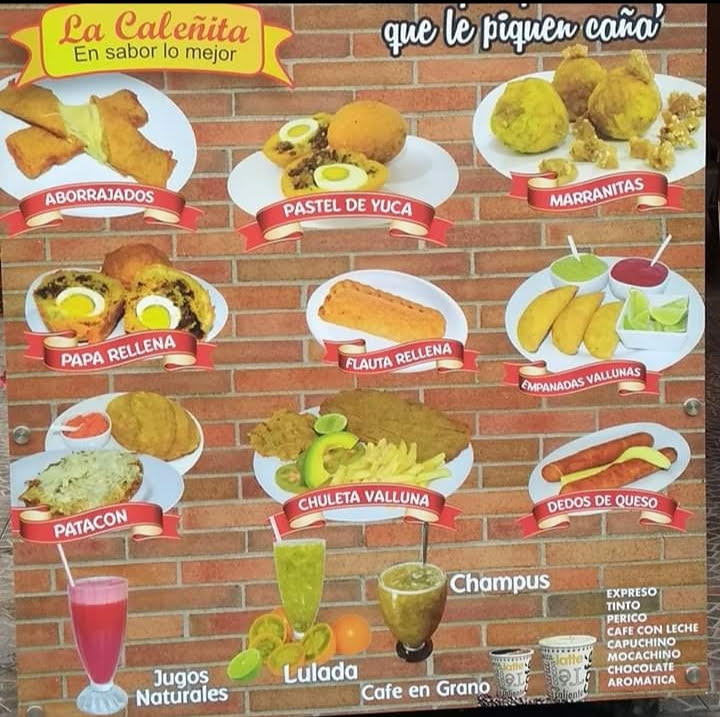 La Caleñita
En sabor lo mejor
que le piquen caña'
ABORRAJADOS
PASTEL DE YUCA
MARRANITAS
PAPA RELLENA
FLAUTA RELLENA
EMPANADAS VALLUNAS
PATACON
CHULETA VALLUNA
DEDOS DE QUESO
Jugos
Naturales
Lulada
Champus
Cafe en Grano
latte
latte
EXPRESO
TINTO
PERICO
CAFE CON LECHE
CAPUCHINO
MOCACHINO
CHOCOLATE
AROMATICA